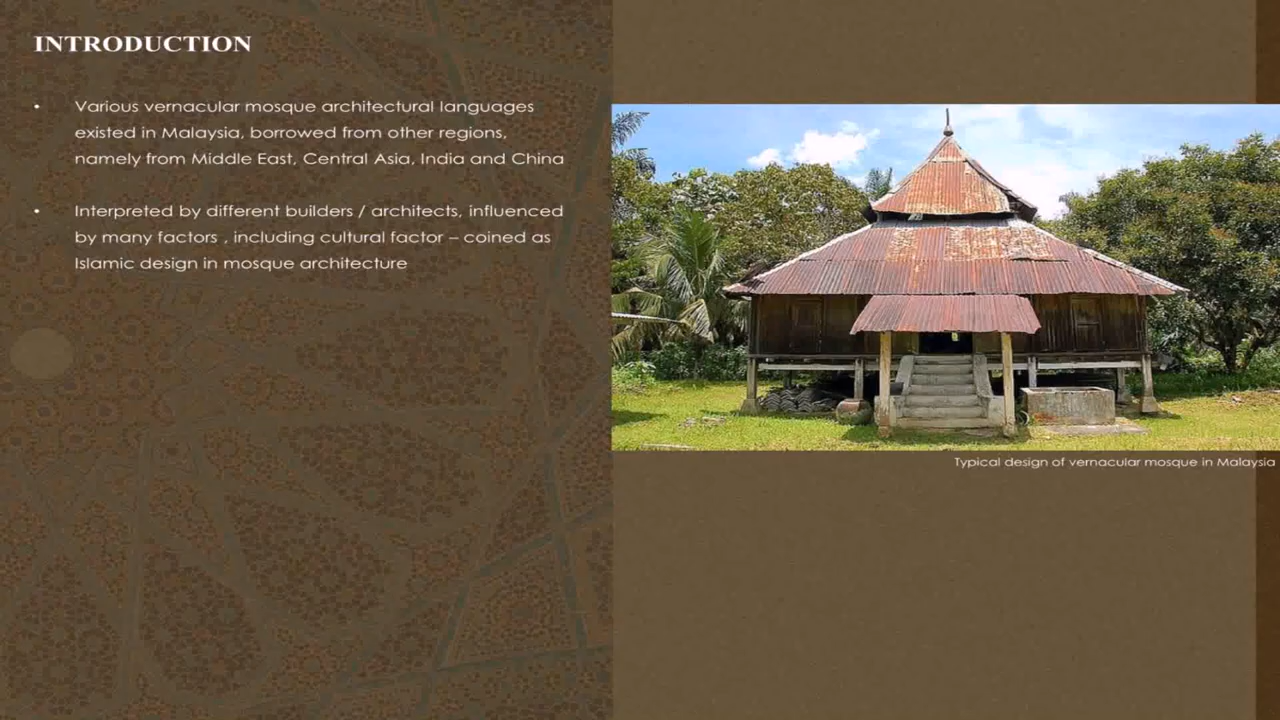 INTRODUCTION
• Various vernacular mosque architectural languages
existed in Malaysia, borrowed from other regions,
namely from Middle East, Central Asia, India and China
• Interpreted by different builders / architects, influenced
by many factors , including cultural factor – coined as
Islamic design in mosque architecture
Typical design of vernacular mosque in Malaysia